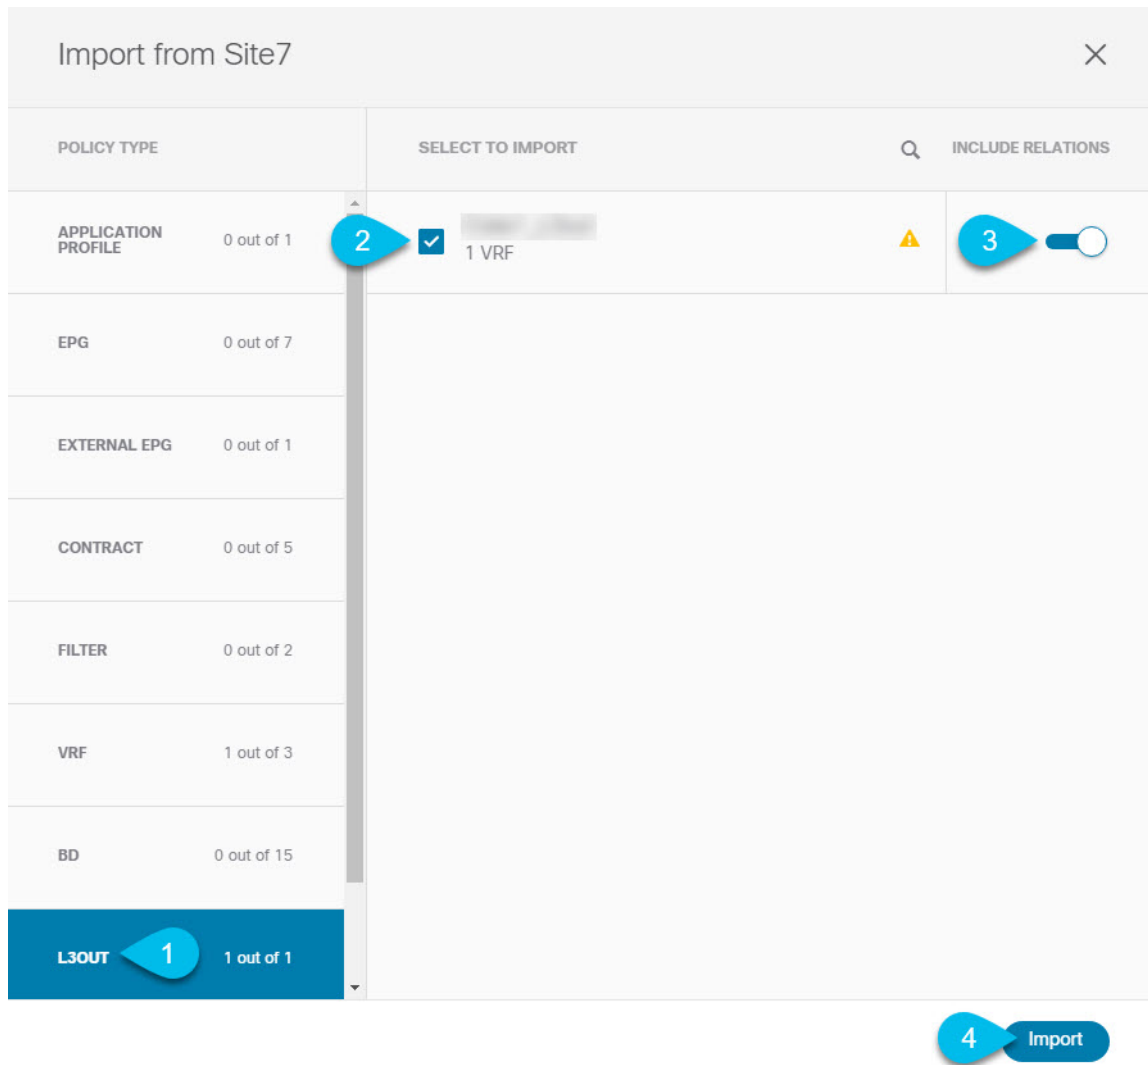 Import from Site7
POLICY TYPE
SELECT TO IMPORT
INCLUDE RELATIONS
APPLICATION
PROFILE
0 out of 1
2
1 VRF
3
EPG
0 out of 7
EXTERNAL EPG
0 out of 1
CONTRACT
0 out of 5
FILTER
0 out of 2
VRF
1 out of 3
BD
0 out of 15
L3OUT
1
1 out of 1
4
Import